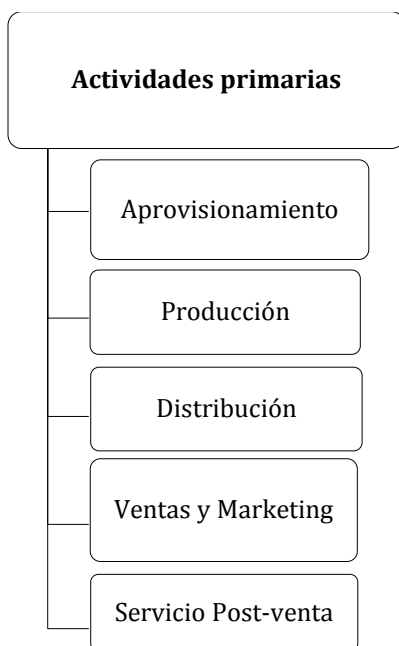 Actividades primarias
Aprovisionamiento
Producción
Distribución
Ventas y Marketing
Servicio Post-venta